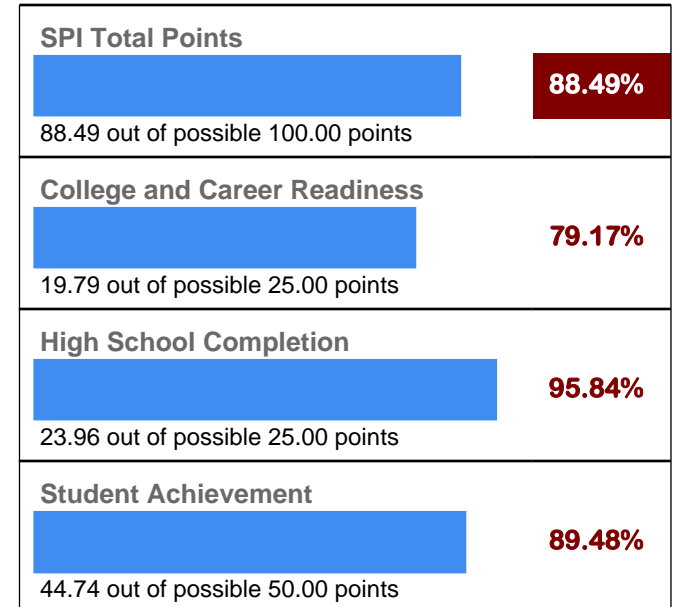 SPI Total Points
88.49%
88.49 out of possible 100.00 points
College and Career Readiness
79.17%
19.79 out of possible 25.00 points
High School Completion
95.84%
23.96 out of possible 25.00 points
Student Achievement
89.48%
44.74 out of possible 50.00 points